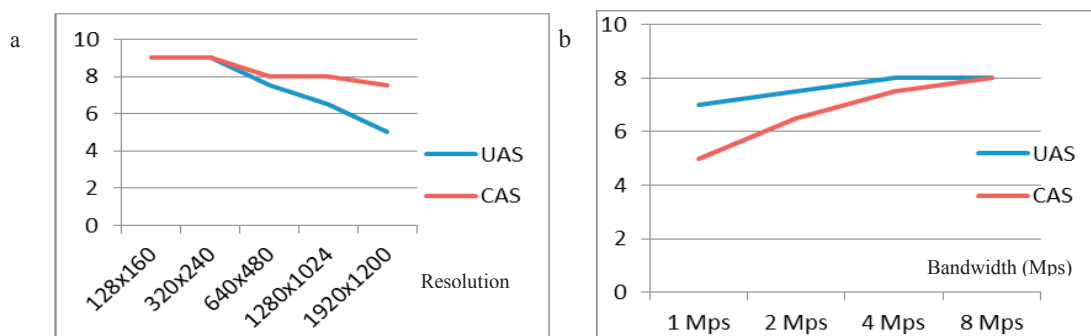 a
10
8
6
4
2
0
128x160
320x240
640x480
1280x1024
1920x1200
Resolution
UAS
CAS
b
10
8
6
4
2
0
1 Mps
2 Mps
4 Mps
8 Mps
Bandwidth (Mps)
UAS
CAS